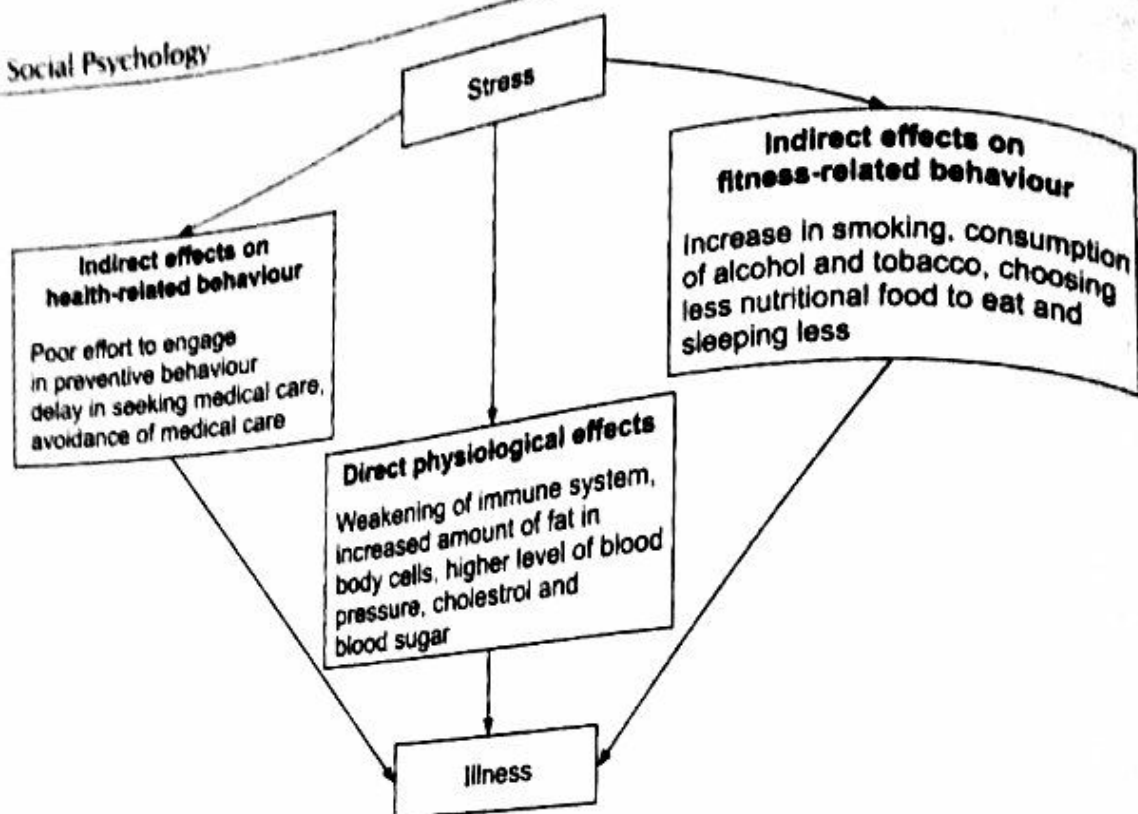 Social Psychology
Stress
Indirect effects on
health-related behaviour
Poor effort to engage
in preventive behaviour
delay in seeking medical care,
avoidance of medical care
Direct physiological effects
Weakening of immune system,
increased amount of fat in
body cells, higher level of blood
pressure, cholestrol and
blood sugar
Indirect effects on
fitness-related behaviour
Increase in smoking, consumption
of alcohol and tobacco, choosing
less nutritional food to eat and
sleeping less
Illness